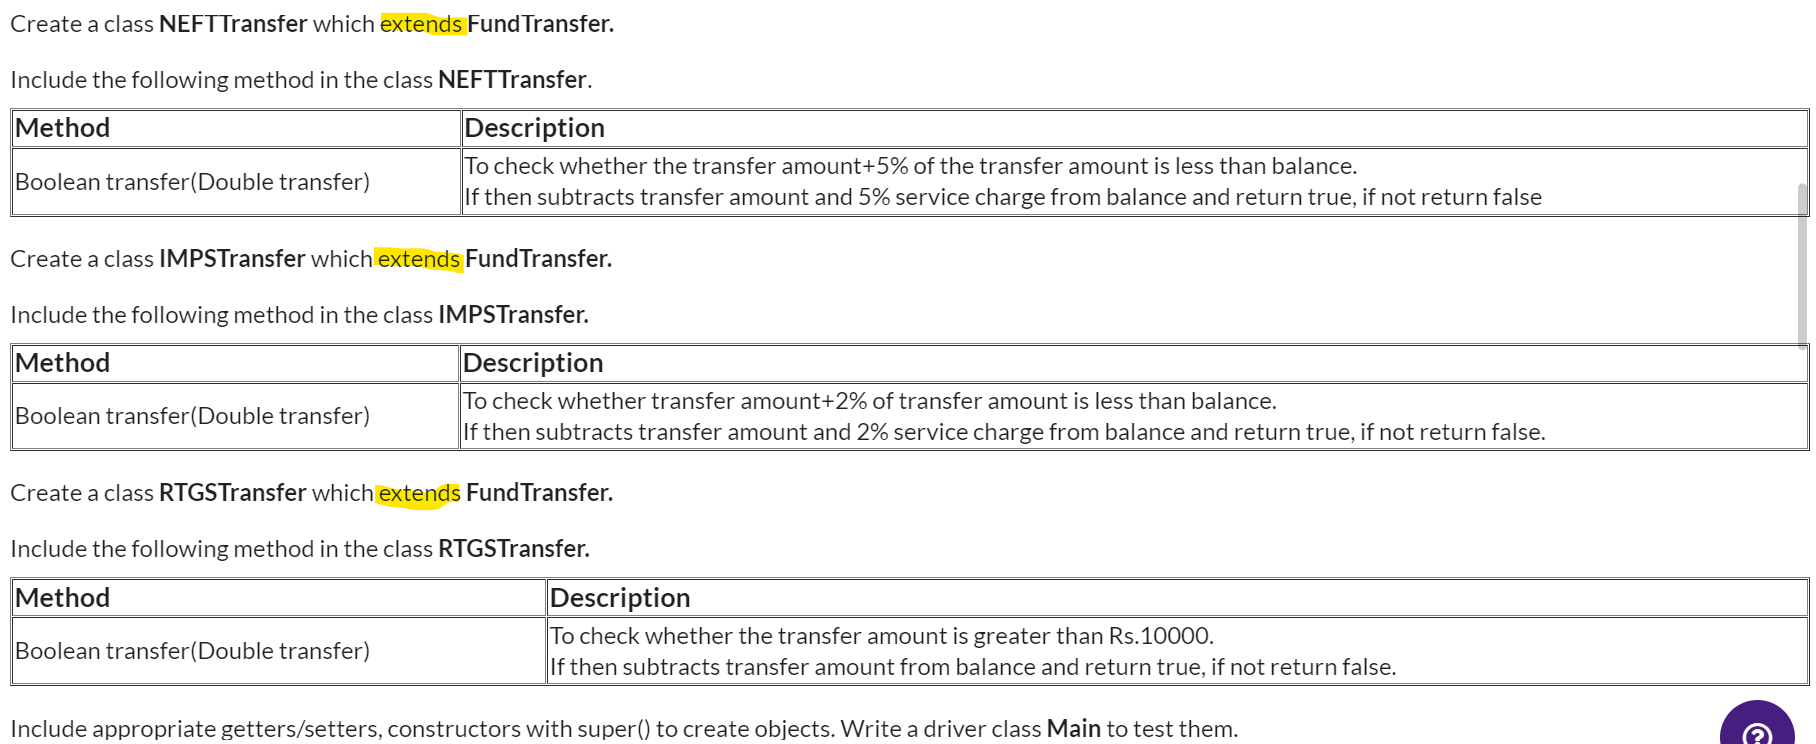 Create a class NEFTTransfer which extends FundTransfer.
Include the following method in the class NEFTTransfer.
Method Description
Boolean transfer(Double transfer)
To check whether the transfer amount+5% of the transfer amount is less than balance.
If then subtracts transfer amount and 5% service charge from balance and return true, if not return false
Create a class IMPSTransfer which extends FundTransfer.
Include the following method in the class IMPSTransfer.
Method Description
Boolean transfer(Double transfer)
To check whether transfer amount+2% of transfer amount is less than balance.
If then subtracts transfer amount and 2% service charge from balance and return true, if not return false.
Create a class RTGSTransfer which extends FundTransfer.
Include the following method in the class RTGSTransfer.
Method Description
Boolean transfer(Double transfer)
To check whether the transfer amount is greater than Rs.10000.
If then subtracts transfer amount from balance and return true, if not return false.
Include appropriate getters/setters, constructors with super() to create objects. Write a driver class Main to test them.
?